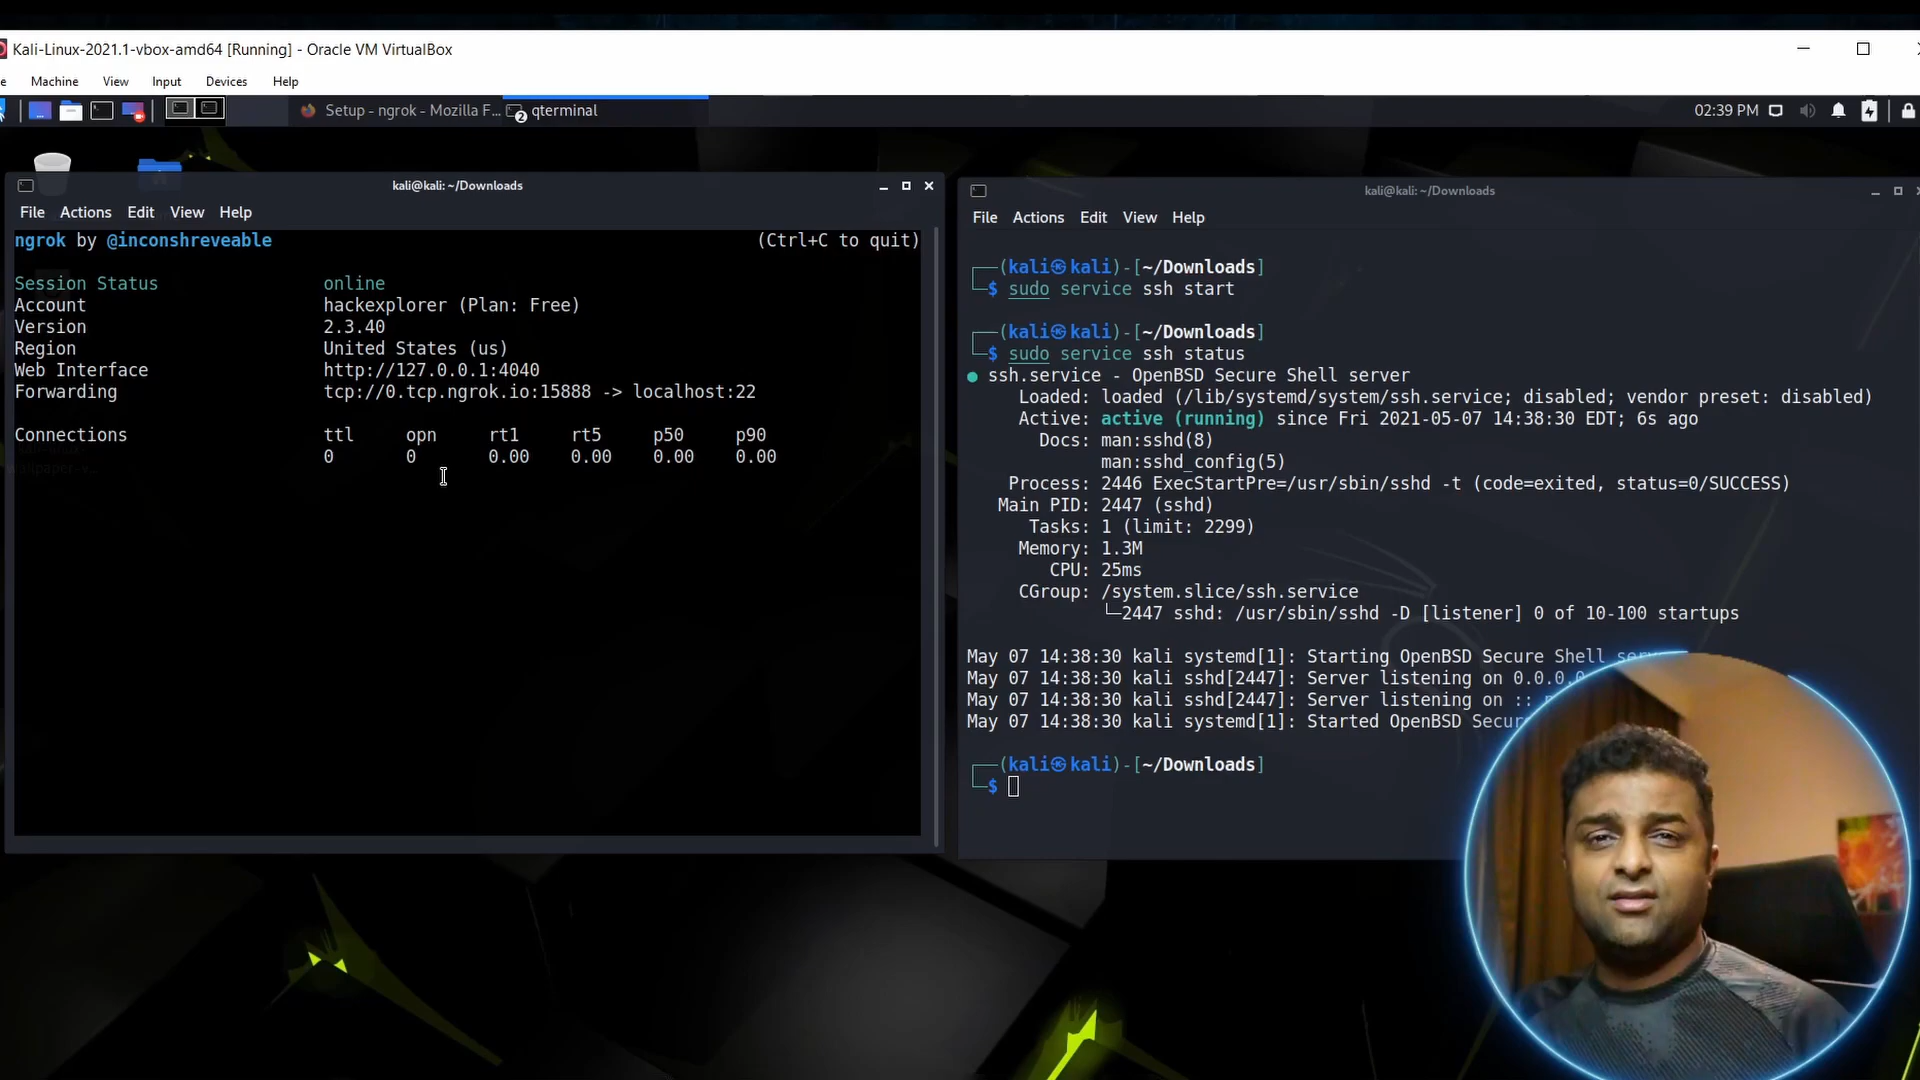 Kali-Linux-2021.1-vbox-amd64 [Running] - Oracle VM VirtualBox
Machine View Input Devices Help
Setup - ngrok - Mozilla F... 2 qterminal 02:39 PM
kali@kali: ~/Downloads
File Actions Edit View Help
ngrok by @inconshreveable (Ctrl+C to quit)
Session Status online
Account hackexplorer (Plan: Free)
Version 2.3.40
Region United States (us)
Web Interface http://127.0.0.1:4040
Forwarding tcp://0.tcp.ngrok.io:15888 -> localhost:22
Connections ttl opn rt1 rt5 p50 p90
0 0 0.00 0.00 0.00 0.00
kali@kali: ~/Downloads
File Actions Edit View Help
┌──(kali㉿kali)-[~/Downloads]
└─$ sudo service ssh start
┌──(kali㉿kali)-[~/Downloads]
└─$ sudo service ssh status
● ssh.service - OpenBSD Secure Shell server
Loaded: loaded (/lib/systemd/system/ssh.service; disabled; vendor preset: disabled)
Active: active (running) since Fri 2021-05-07 14:38:30 EDT; 6s ago
Docs: man:sshd(8)
man:sshd_config(5)
Process: 2446 ExecStartPre=/usr/sbin/sshd -t (code=exited, status=0/SUCCESS)
Main PID: 2447 (sshd)
Tasks: 1 (limit: 2299)
Memory: 1.3M
CPU: 25ms
CGroup: /system.slice/ssh.service
└─2447 sshd: /usr/sbin/sshd -D [listener] 0 of 10-100 startups
May 07 14:38:30 kali systemd[1]: Starting OpenBSD Secure Shell
May 07 14:38:30 kali sshd[2447]: Server listening on 0.0.0.0
May 07 14:38:30 kali sshd[2447]: Server listening on ::
May 07 14:38:30 kali systemd[1]: Started OpenBSD
┌──(kali㉿kali)-[~/Downloads]
└─$